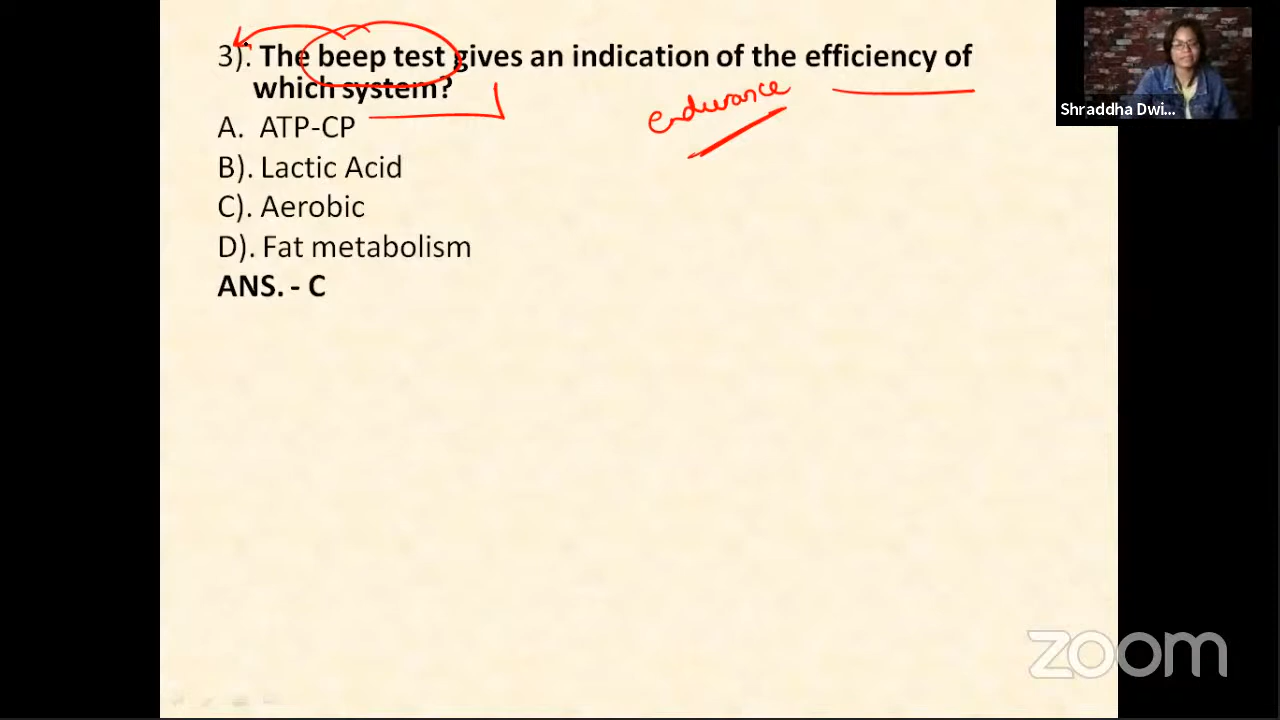 3). The beep test gives an indication of the efficiency of
which system?
endurance
A. ATP-CP
B). Lactic Acid
C). Aerobic
D). Fat metabolism
ANS. - C
Shraddha Dwi...
zoom